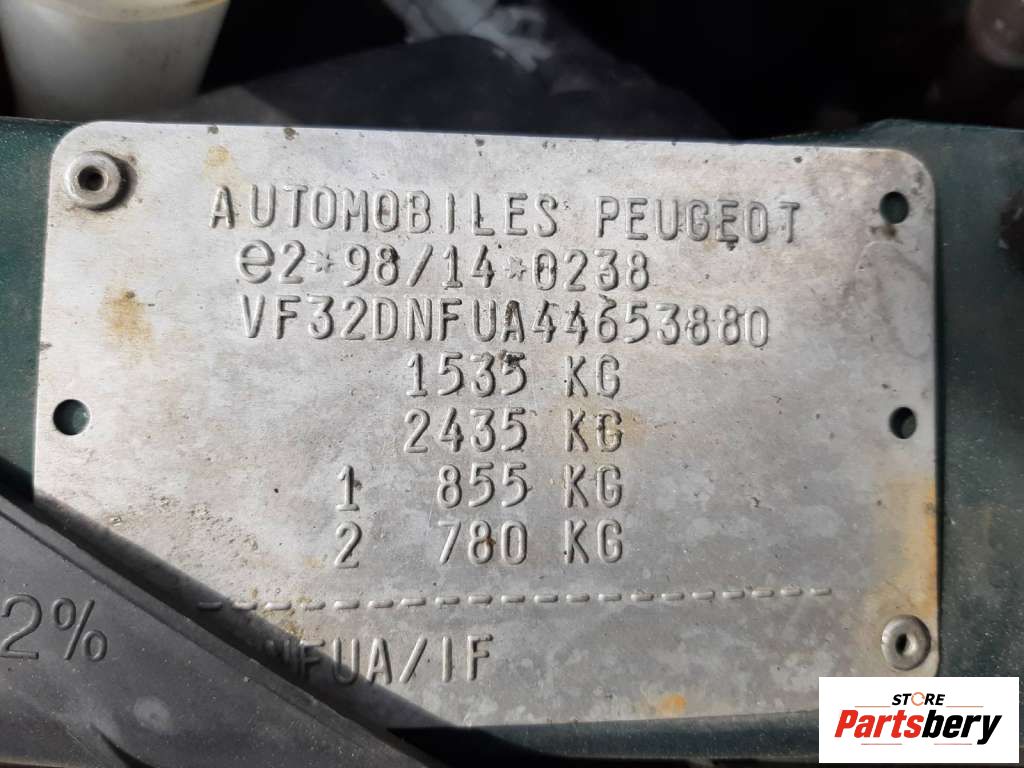 AUTOMOBILES PEUGEOT
e2*98/14*0238
VF32DNFUA44653880
1535 KG
2435 KG
1 855 KG
2 780 KG
--------------------------------
NFUA/IF
2%
STORE
Partsbery